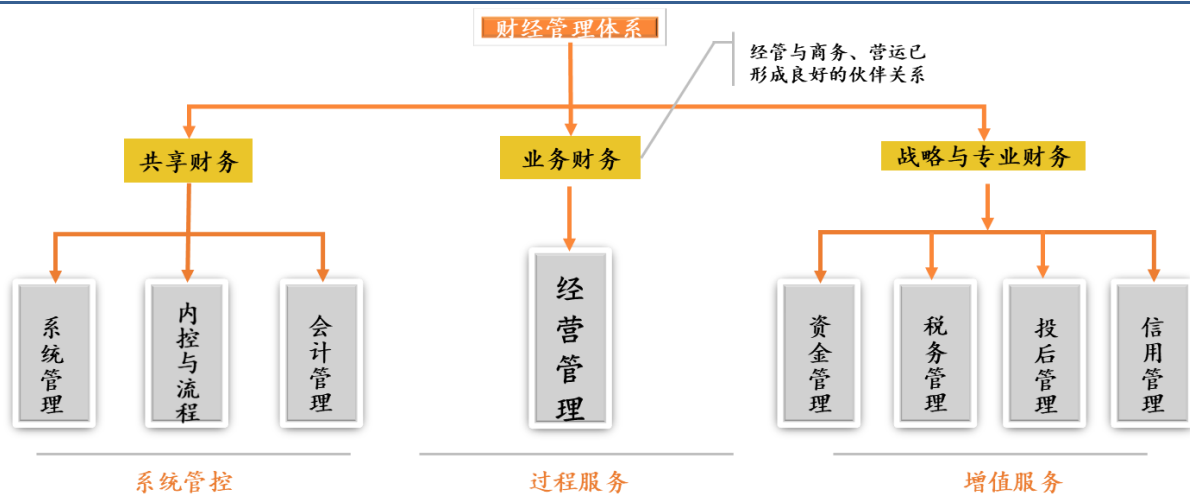 财经管理体系
经管与商务、营运已
形成良好的伙伴关系
共享财务
业务财务
战略与专业财务
系统管理
内控与流程
会计管理
经营管理
资金管理
税务管理
投后管理
信用管理
系统管控
过程服务
增值服务